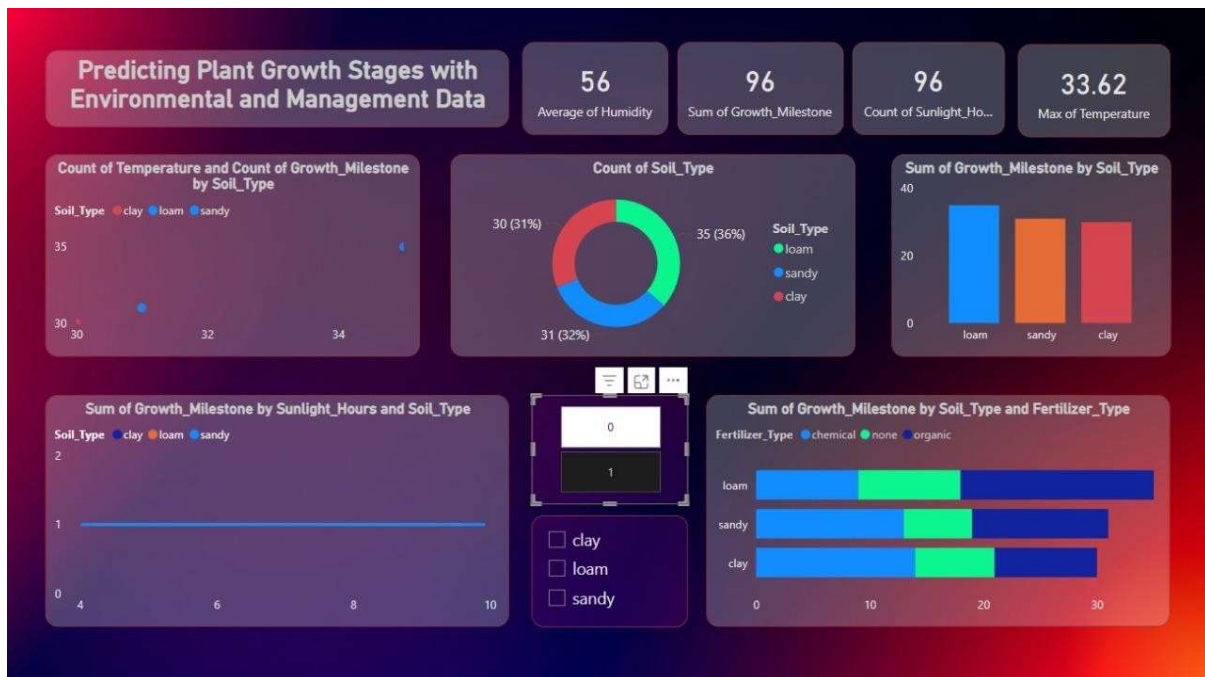 Predicting Plant Growth Stages with
Environmental and Management Data
56
Average of Humidity
96
Sum of Growth_Milestone
96
Count of Sunlight_Ho...
33.62
Max of Temperature
Count of Temperature and Count of Growth_Milestone
by Soil_Type
Soil_Type clay loam sandy
35
30
30 32 34
Count of Soil_Type
30 (31%)
35 (36%)
31 (32%)
Soil_Type
loam
sandy
clay
Sum of Growth_Milestone by Soil_Type
40
20
0
loam sandy clay
Sum of Growth_Milestone by Sunlight_Hours and Soil_Type
Soil_Type clay loam sandy
2
1
0
4 6 8 10
0
1
clay
loam
sandy
Sum of Growth_Milestone by Soil_Type and Fertilizer_Type
Fertilizer_Type chemical none organic
loam
sandy
clay
0 10 20 30